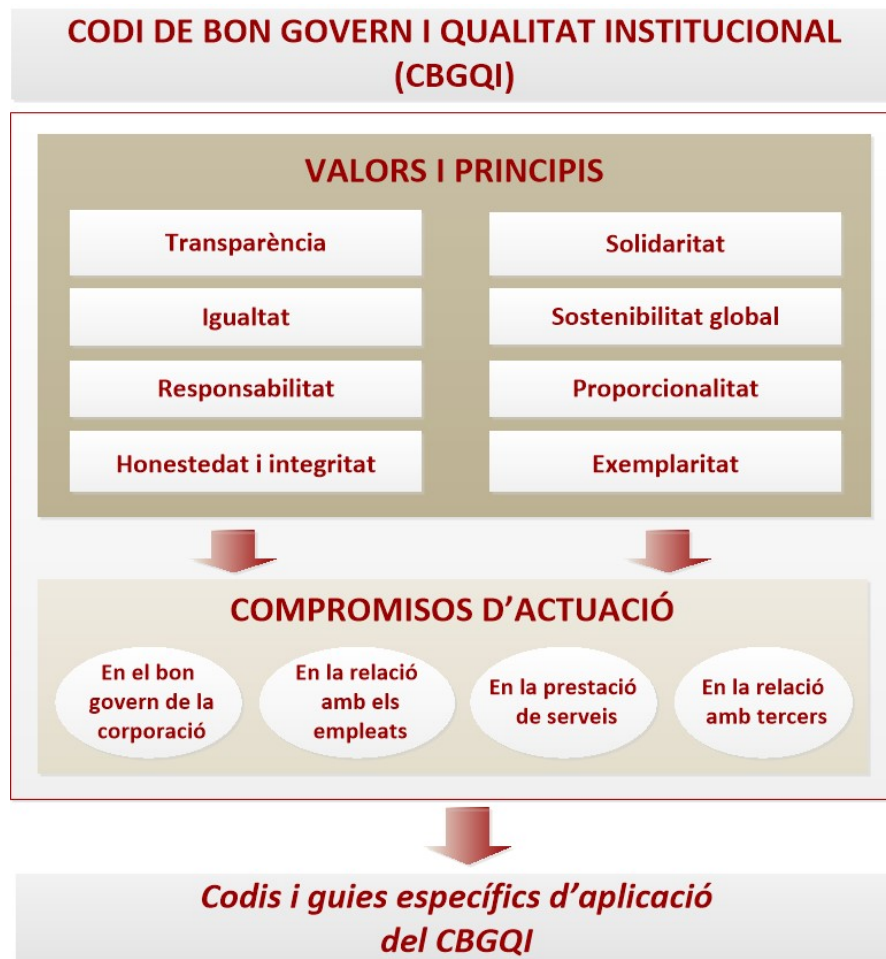 CODI DE BON GOVERN I QUALITAT INSTITUCIONAL
(CBGQI)
VALORS I PRINCIPIS
Transparència
Solidaritat
Igualtat
Sostenibilitat global
Responsabilitat
Proporcionalitat
Honestedat i integritat
Exemplaritat
COMPROMISOS D’ACTUACIÓ
En el bon
govern de la
corporació
En la relació
amb els
empleats
En la prestació
de serveis
En la relació
amb tercers
Codis i guies específics d’aplicació
del CBGQI